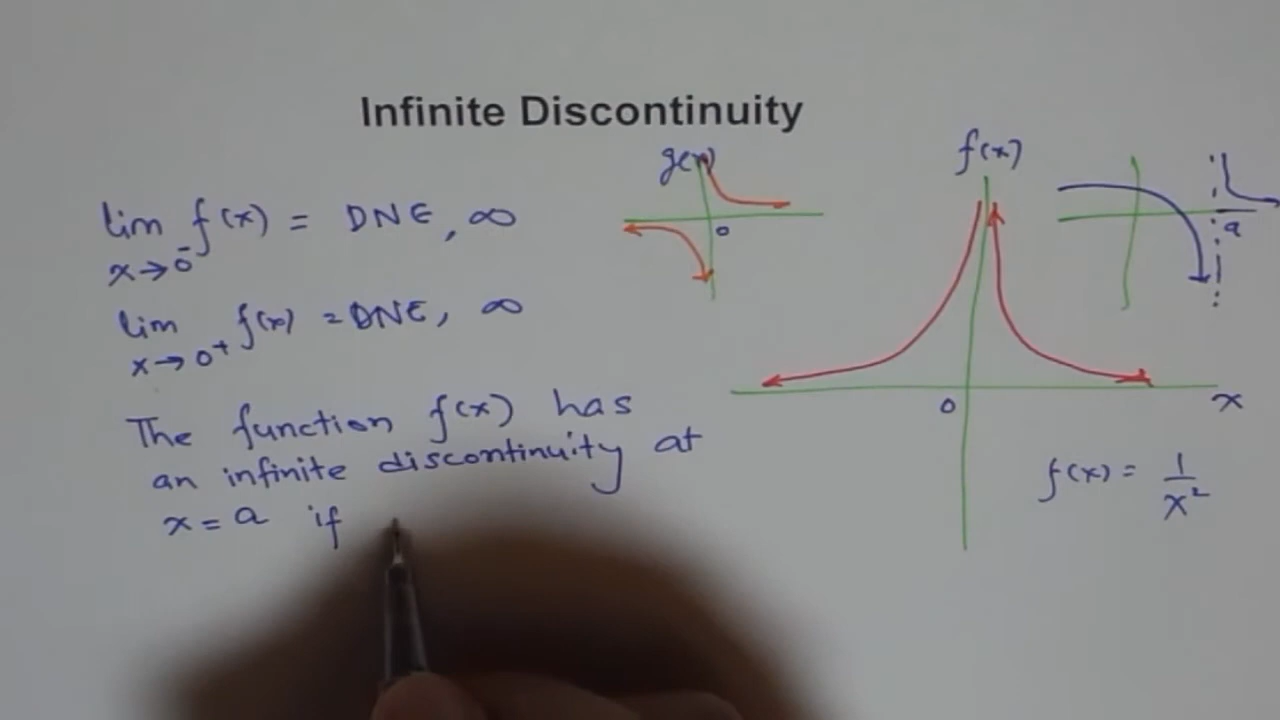 Infinite Discontinuity
lim f(x) = DNE, ∞
x→0⁻
lim f(x) = DNE, ∞
x→0⁺
The function f(x) has
an infinite discontinuity at
x = a if
g(x)
0
f(x)
0
x
a
f(x) = 1/x²